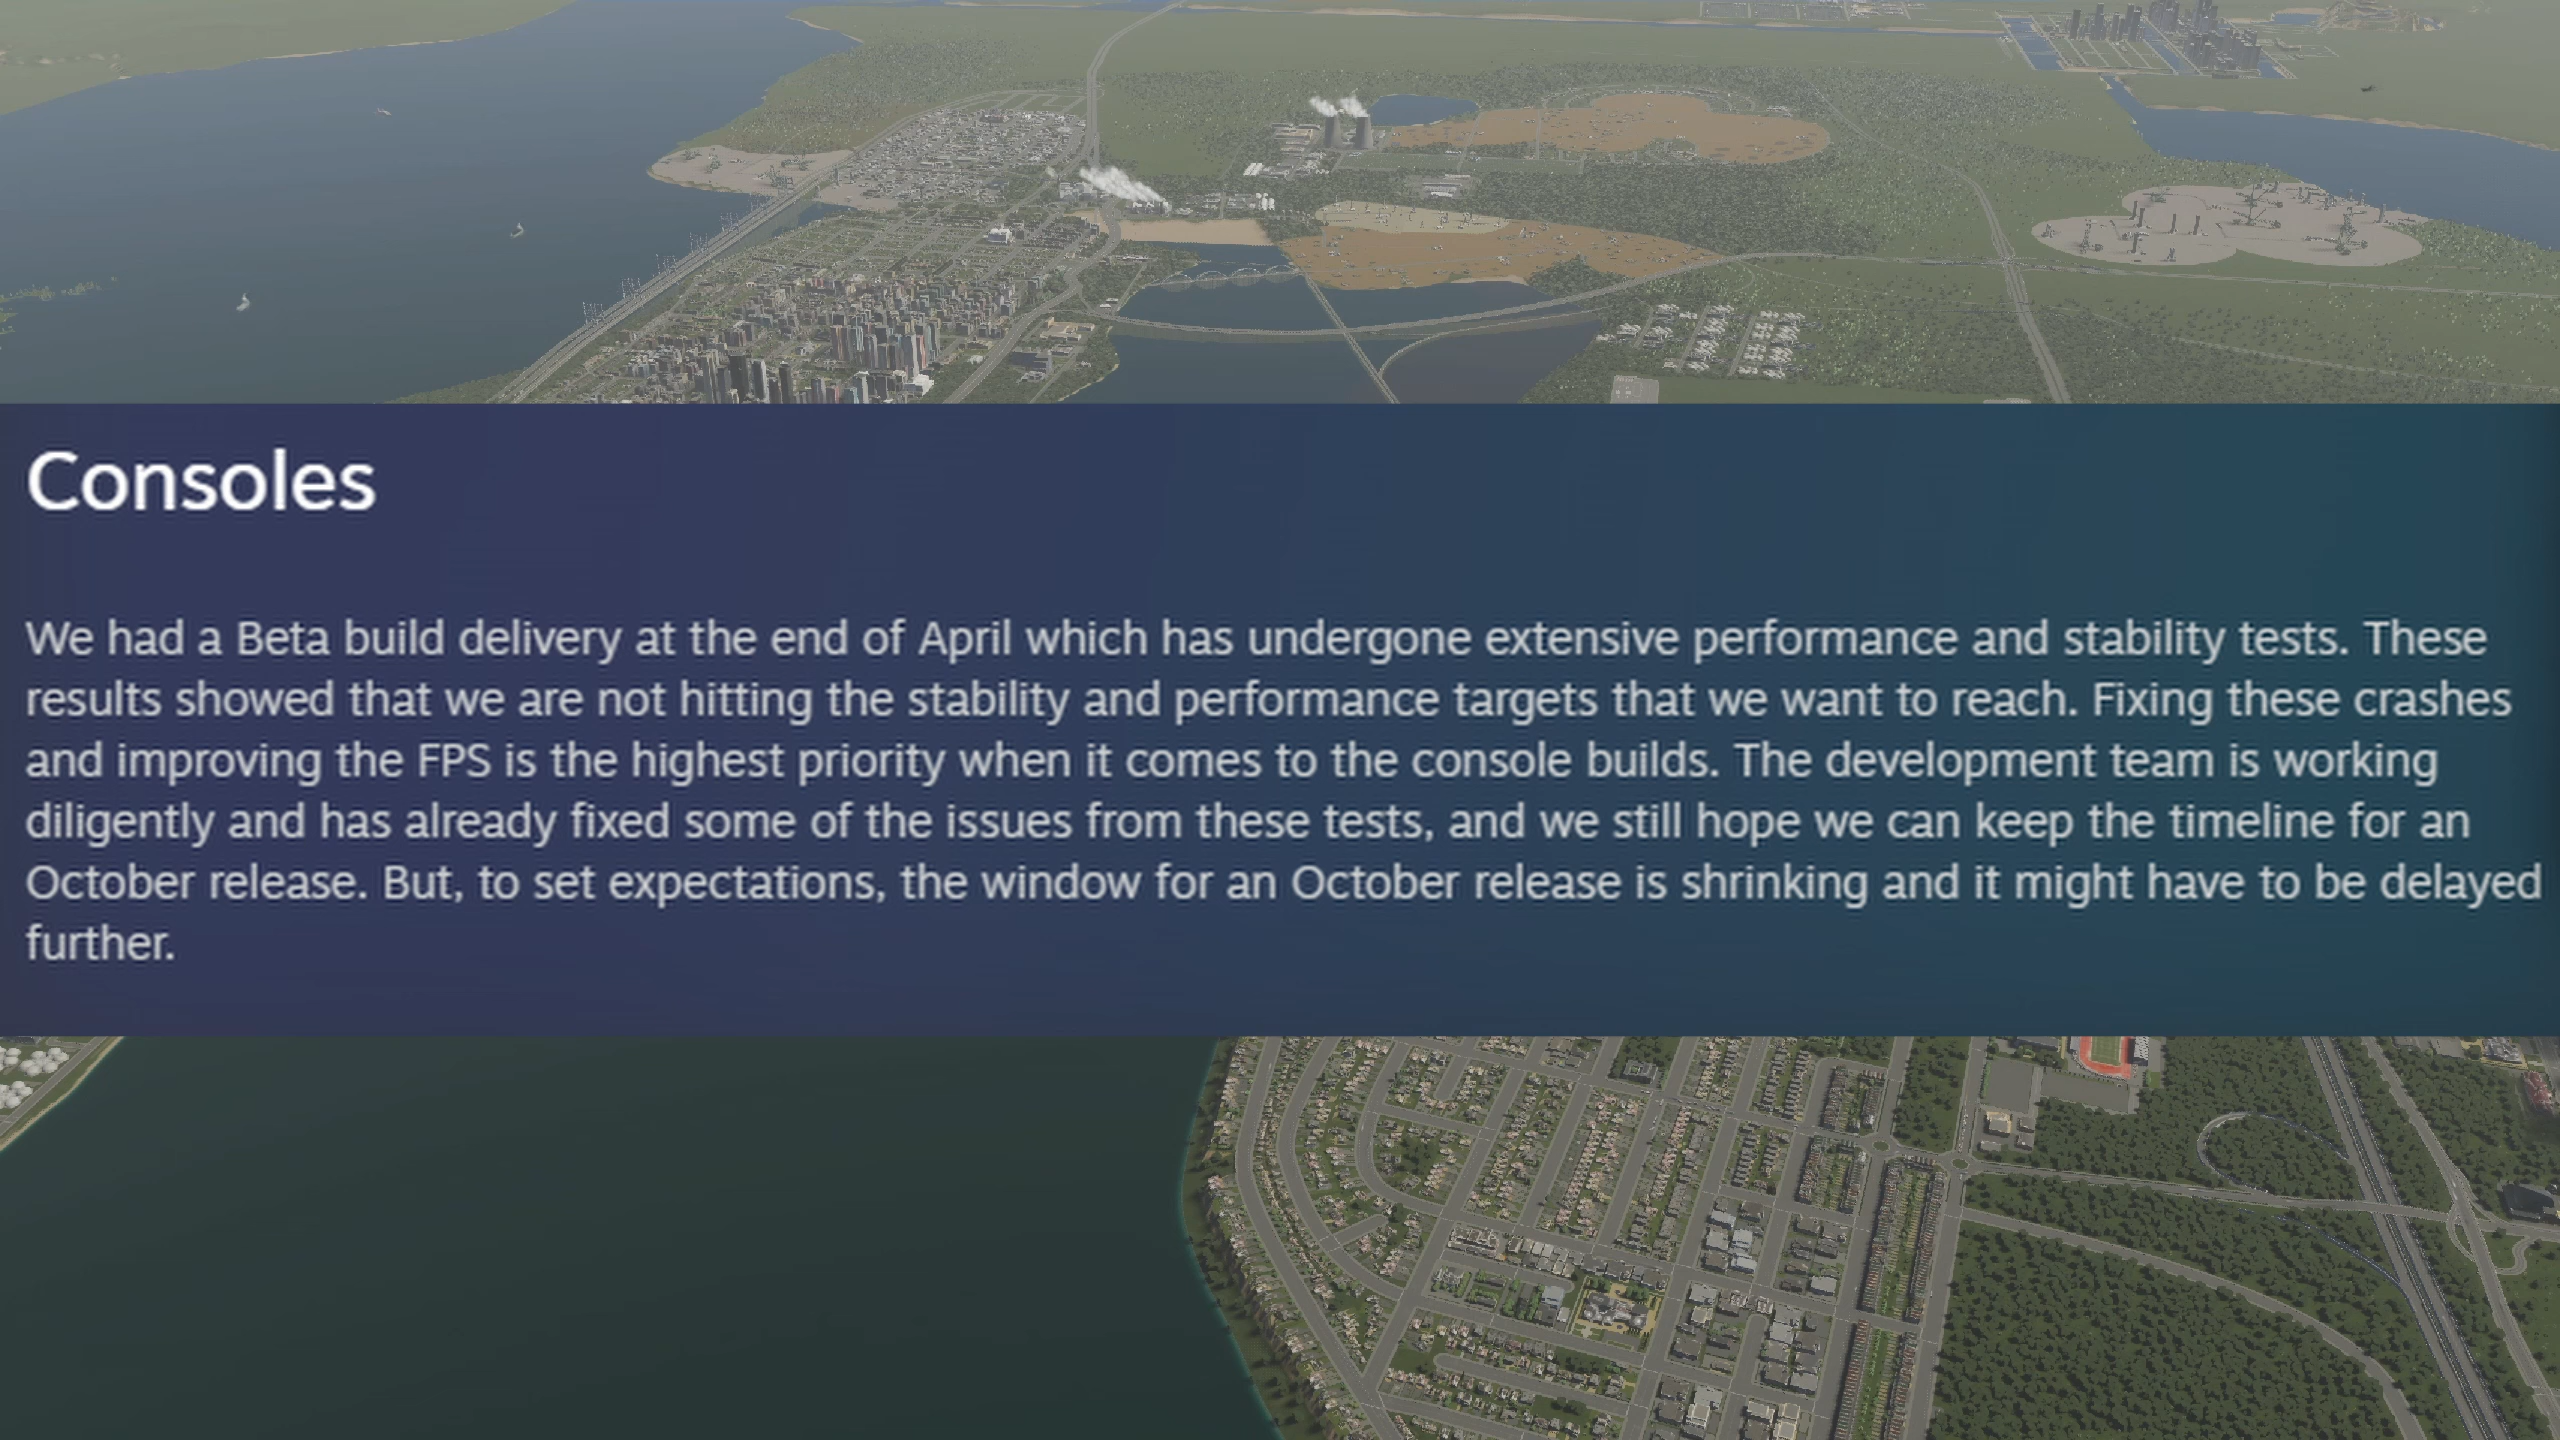 Consoles
We had a Beta build delivery at the end of April which has undergone extensive performance and stability tests. These
results showed that we are not hitting the stability and performance targets that we want to reach. Fixing these crashes
and improving the FPS is the highest priority when it comes to the console builds. The development team is working
diligently and has already fixed some of the issues from these tests, and we still hope we can keep the timeline for an
October release. But, to set expectations, the window for an October release is shrinking and it might have to be delayed
further.